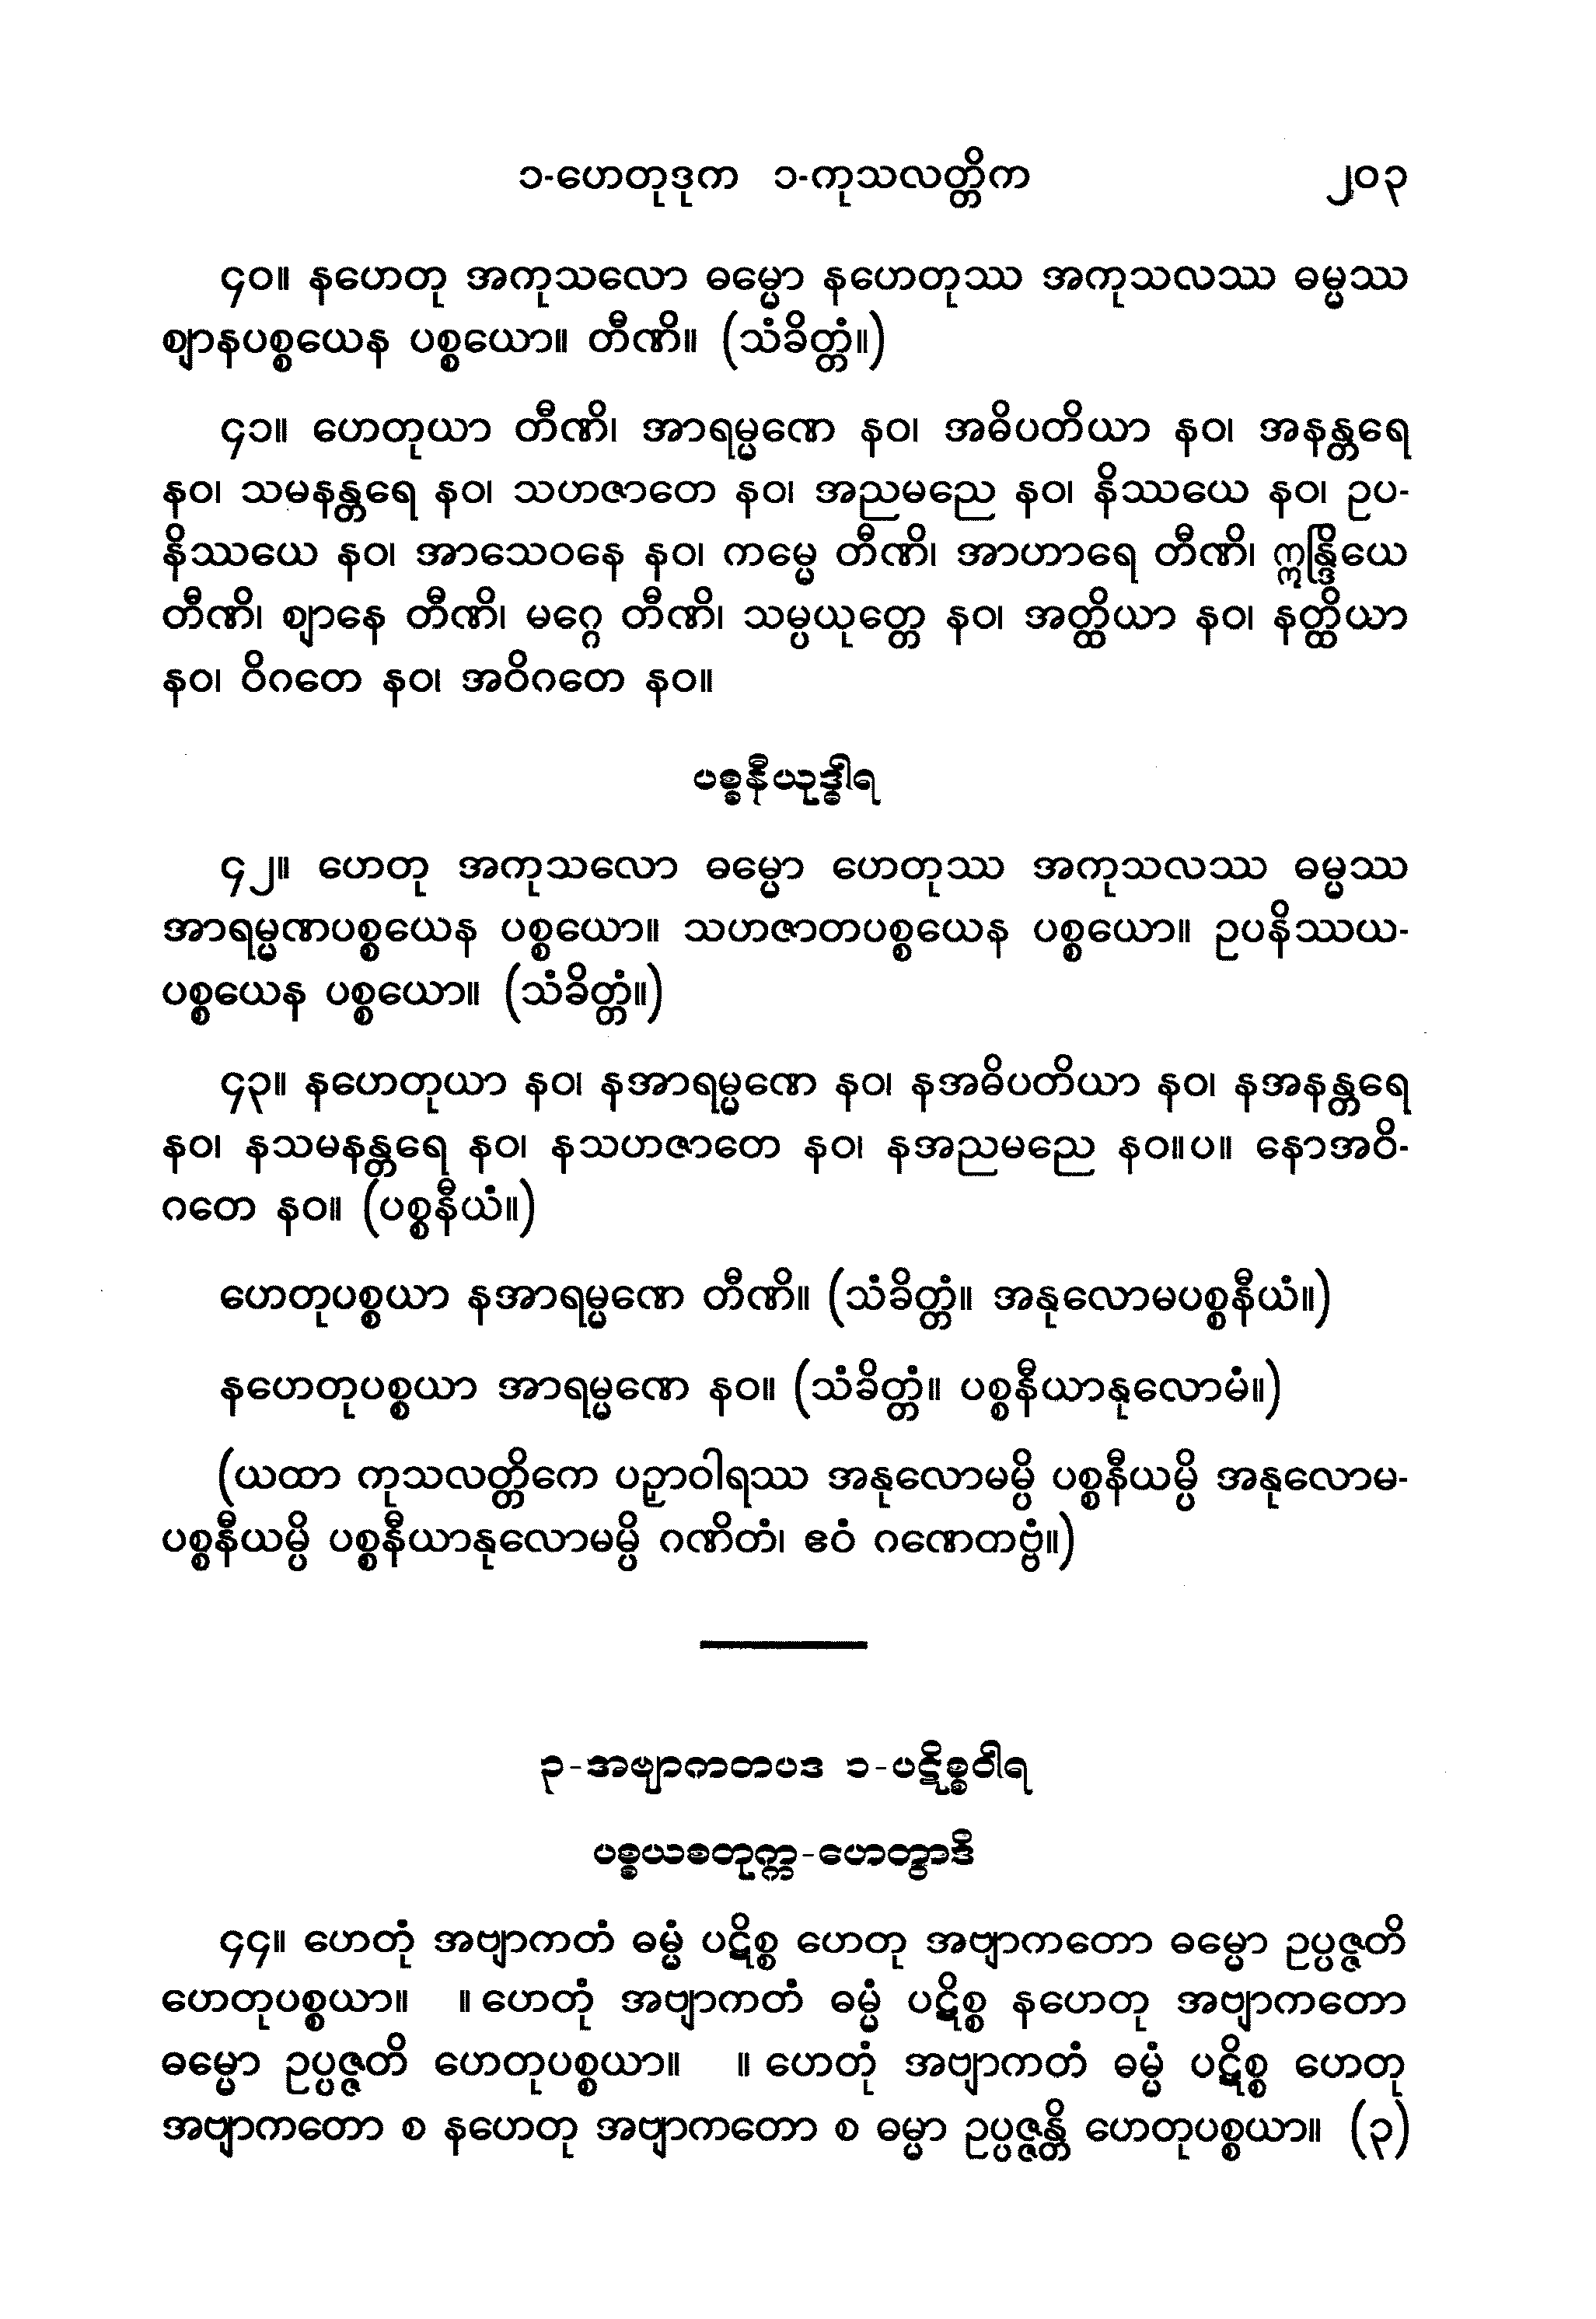 ၁-ဟေတုဒုက ၁-ကုသလတ္တိက ၂၀၃
၄၀။ နဟေတု အကုသလော ဓမ္မော နဟေတုဿ အကုသလဿ ဓမ္မဿ
ဈာနပစ္စယေန ပစ္စယော။ တီဏိ။ (သံခိတ္တံ။)
၄၁။ ဟေတုယာ တီဏိ၊ အာရမ္မဏေ နဝ၊ အဓိပတိယာ နဝ၊ အနန္တရေ
နဝ၊ သမနန္တရေ နဝ၊ သဟဇာတေ နဝ၊ အညမညေ နဝ၊ နိဿယေ နဝ၊ ဥပ-
နိဿယေ နဝ၊ အာသေဝနေ နဝ၊ ကမ္မေ တီဏိ၊ အာဟာရေ တီဏိ၊ ဣန္ဒြိယေ
တီဏိ၊ ဈာနေ တီဏိ၊ မဂ္ဂေ တီဏိ၊ သမ္ပယုတ္တေ နဝ၊ အတ္ထိယာ နဝ၊ နတ္ထိယာ
နဝ၊ ဝိဂတေ နဝ၊ အဝိဂတေ နဝ။
ပစ္စနီယုဒ္ဓါရ
၄၂။ ဟေတု အကုသလော ဓမ္မော ဟေတုဿ အကုသလဿ ဓမ္မဿ
အာရမ္မဏပစ္စယေန ပစ္စယော။ သဟဇာတပစ္စယေန ပစ္စယော။ ဥပနိဿယ-
ပစ္စယေန ပစ္စယော။ (သံခိတ္တံ။)
၄၃။ နဟေတုယာ နဝ၊ နအာရမ္မဏေ နဝ၊ နအဓိပတိယာ နဝ၊ နအနန္တရေ
နဝ၊ နသမနန္တရေ နဝ၊ နသဟဇာတေ နဝ၊ နအညမညေ နဝ။ပ။ နောအဝိ-
ဂတေ နဝ။ (ပစ္စနီယံ။)
ဟေတုပစ္စယာ နအာရမ္မဏေ တီဏိ။ (သံခိတ္တံ။ အနုလောမပစ္စနီယံ။)
နဟေတုပစ္စယာ အာရမ္မဏေ နဝ။ (သံခိတ္တံ။ ပစ္စနီယာနုလောမံ။)
(ယထာ ကုသလတ္တိကေ ပဉှာဝါရဿ အနုလောမမ္ပိ ပစ္စနီယမ္ပိ အနုလောမ-
ပစ္စနီယမ္ပိ ပစ္စနီယာနုလောမမ္ပိ ဂဏိတံ၊ ဧဝံ ဂဏေတဗ္ဗံ။)
၃-အဗျာကတပဒ ၁-ပဋိစ္စဝါရ
ပစ္စယစတုက္က-ဟေတွာဒိ
၄၄။ ဟေတုံ အဗျာကတံ ဓမ္မံ ပဋိစ္စ ဟေတု အဗျာကတော ဓမ္မော ဥပ္ပဇ္ဇတိ
ဟေတုပစ္စယာ။ ။ ဟေတုံ အဗျာကတံ ဓမ္မံ ပဋိစ္စ နဟေတု အဗျာကတော
ဓမ္မော ဥပ္ပဇ္ဇတိ ဟေတုပစ္စယာ။ ။ ဟေတုံ အဗျာကတံ ဓမ္မံ ပဋိစ္စ ဟေတု
အဗျာကတော စ နဟေတု အဗျာကတော စ ဓမ္မာ ဥပ္ပဇ္ဇန္တိ ဟေတုပစ္စယာ။ (၃)